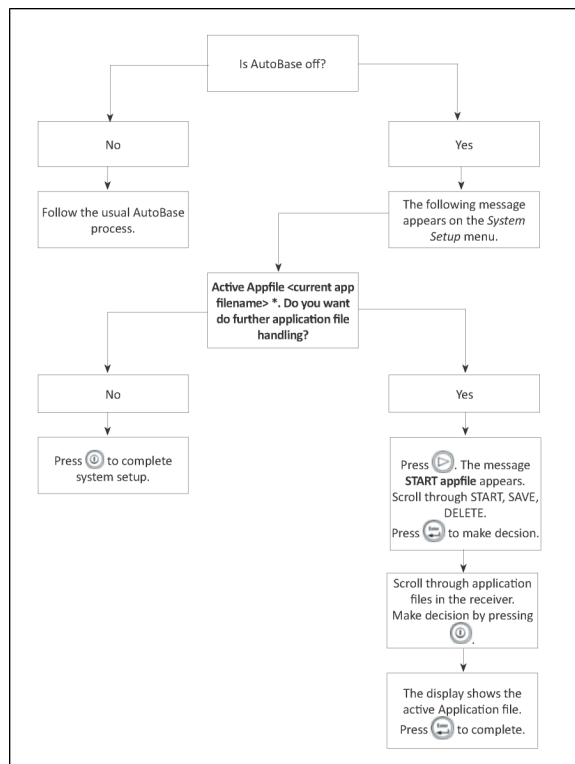 Is AutoBase off?
No
Yes
Follow the usual AutoBase
process.
The following message
appears on the System
Setup menu.
Active Appfile <current app
filename> *. Do you want
do further application file
handling?
No
Yes
Press to complete
system setup.
Press . The message
START appfile appears.
Scroll through START, SAVE,
DELETE.
Press Enter to make decsion.
Scroll through application
files in the receiver.
Make decision by pressing
.
The display shows the
active Application file.
Press Enter to complete.